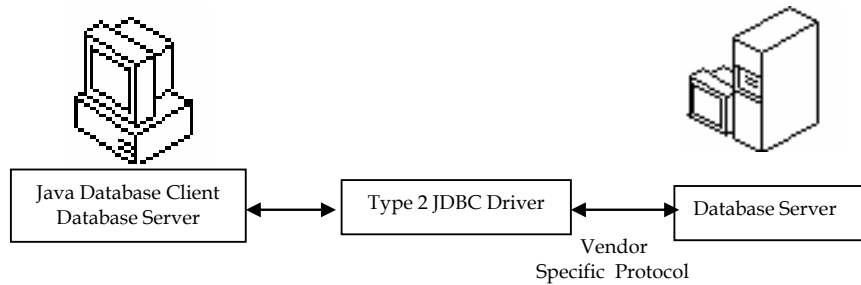 Java Database Client
Database Server
Type 2 JDBC Driver
Database Server
Vendor
Specific Protocol